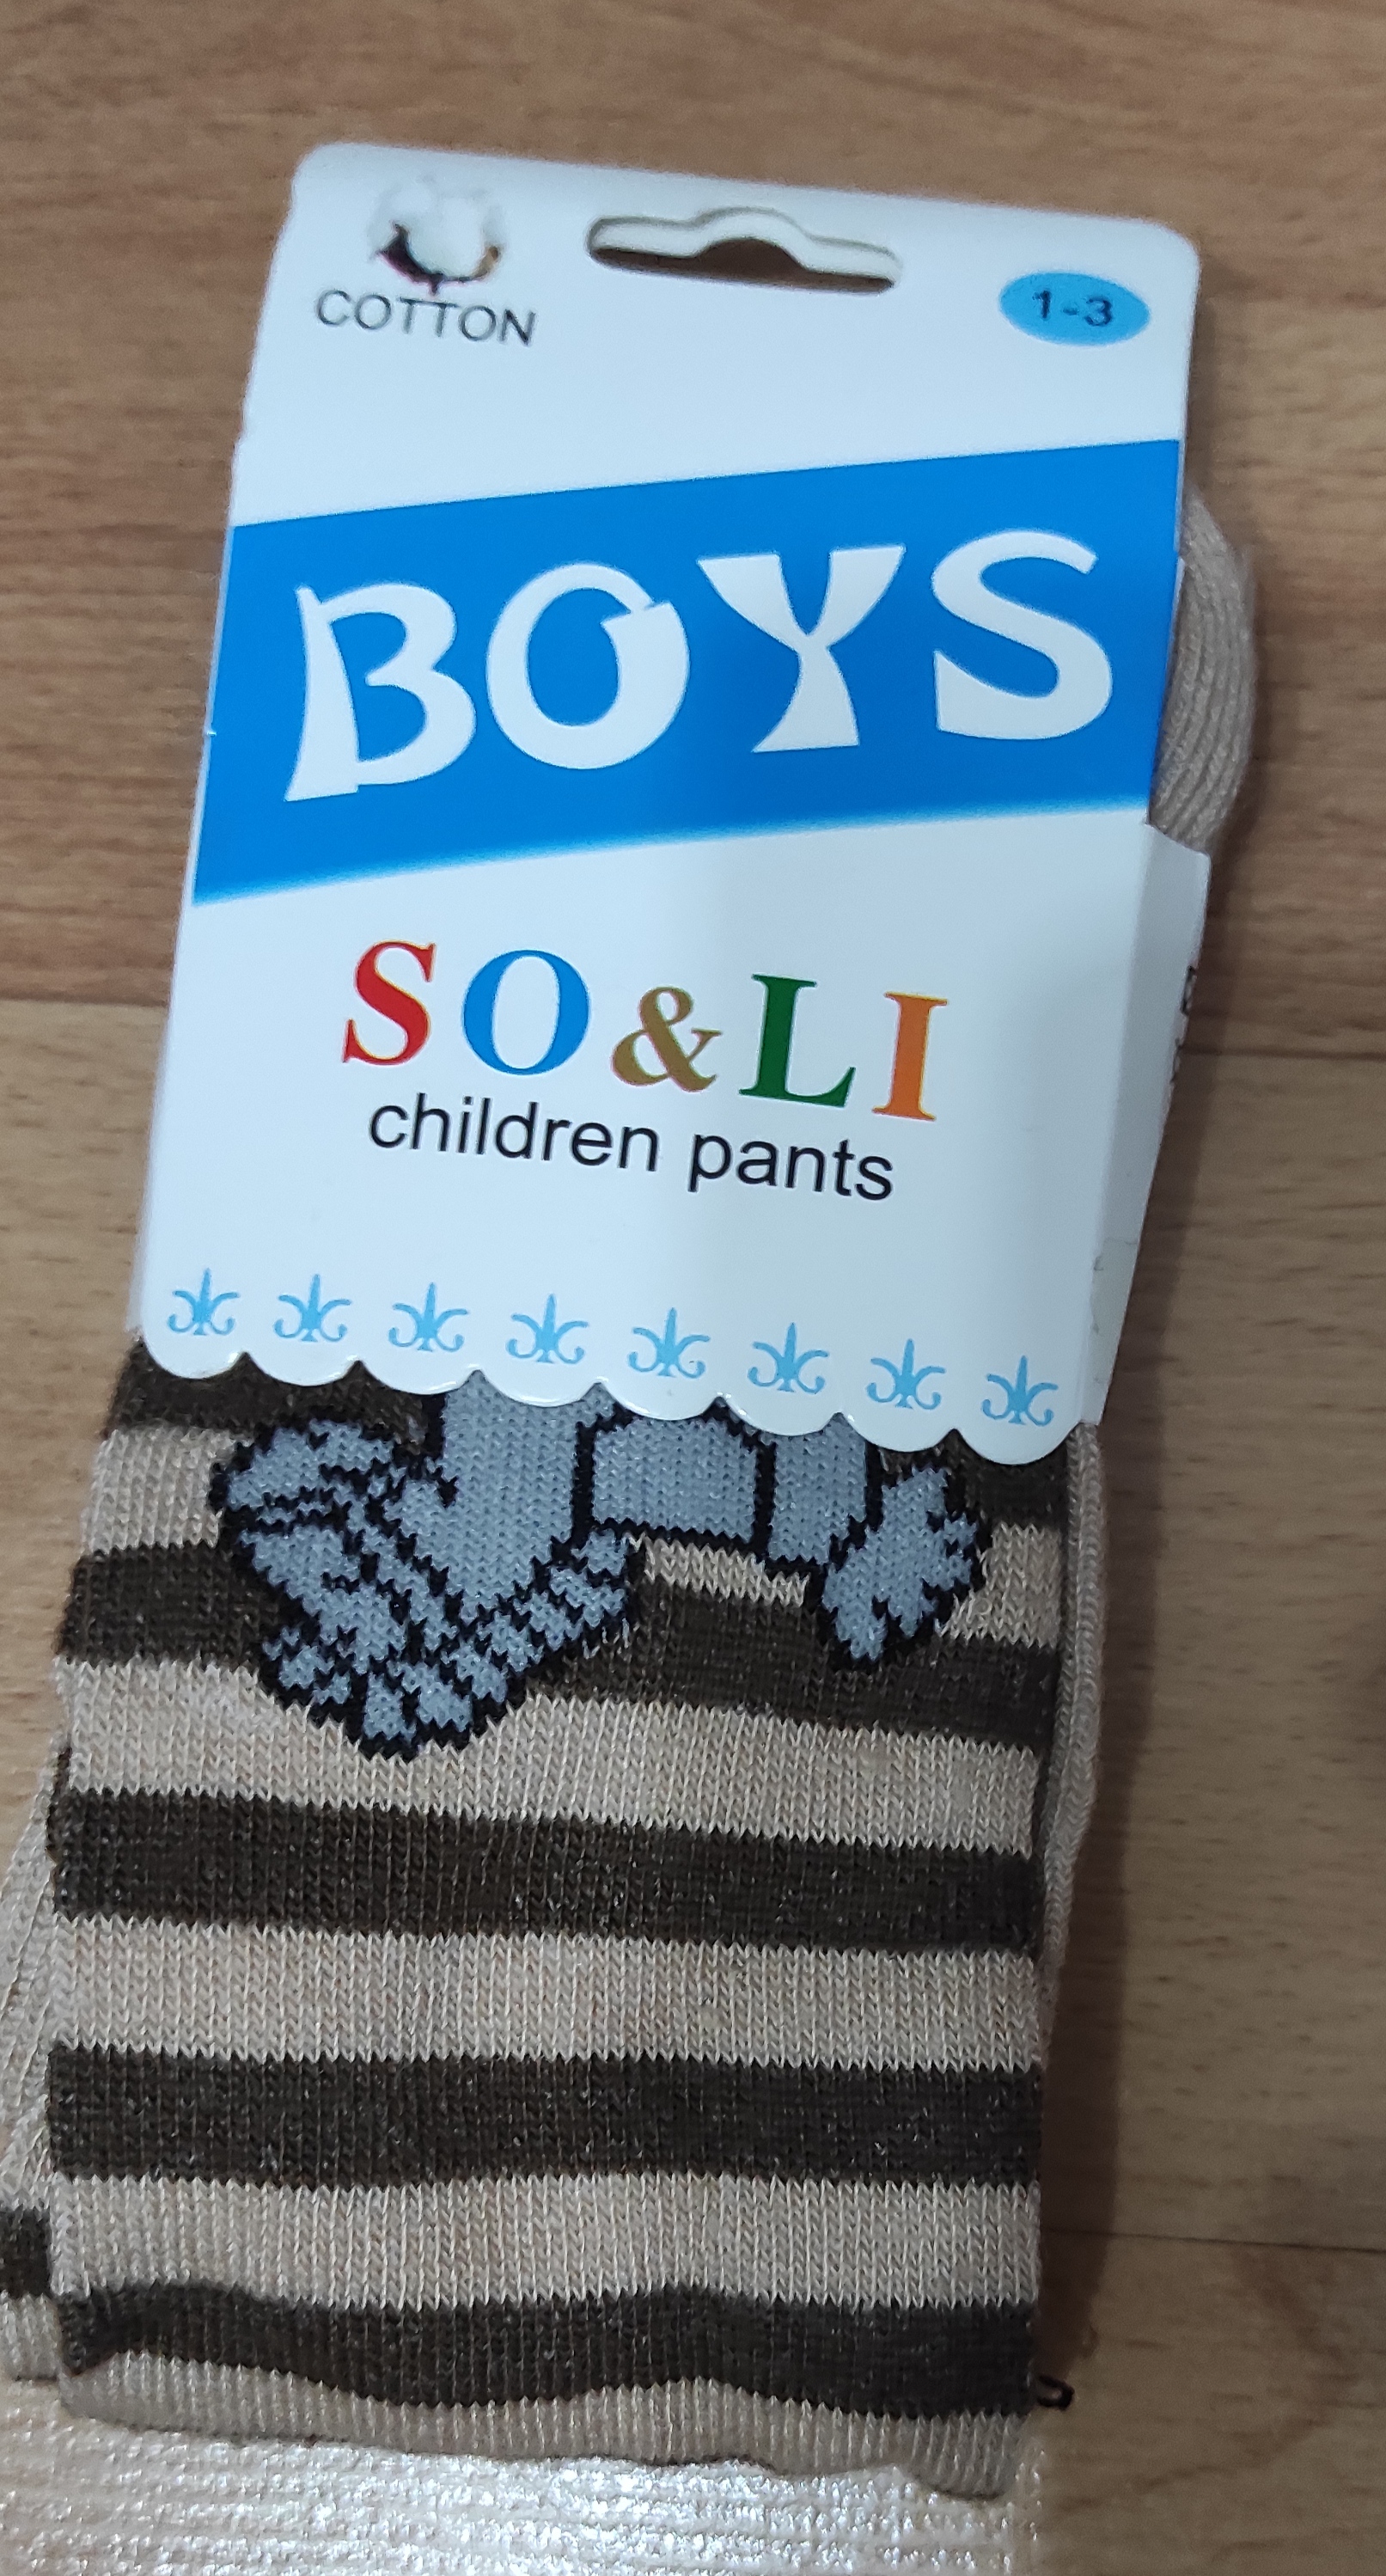 COTTON
1-3
BOYS
SO&LI
children pants